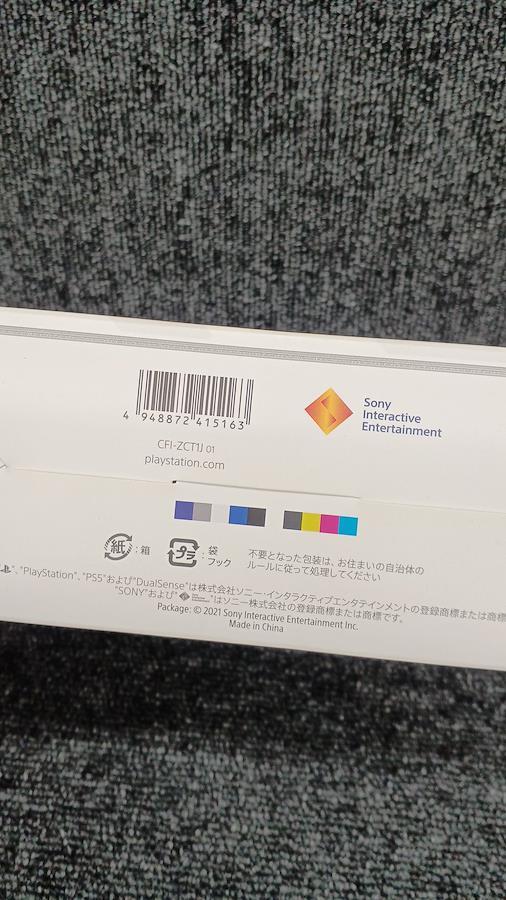 4 948872 415163
CFI-ZCT1J 01
playstation.com
Sony
Interactive
Entertainment
紙 : 箱
プラ : 袋
フック
不要となった包装は、お住まいの自治体の
ルールに従って処理してください
"、"PlayStation"、"PS5"および"DualSense"は株式会社ソニー・インタラクティブエンタテインメントの登録商標または商標
"SONY"および" "はソニー株式会社の登録商標または商標です。
Package: © 2021 Sony Interactive Entertainment Inc.
Made in China